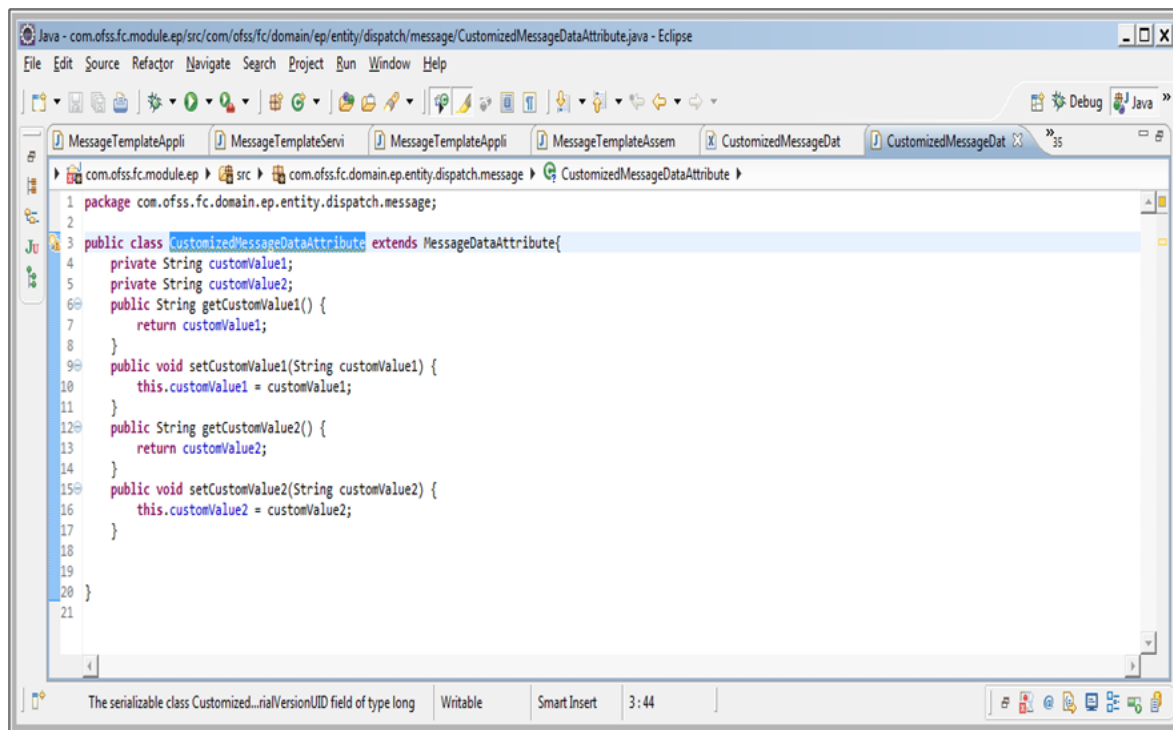 Java - com.ofss.fc.module.ep/src/com/ofss/fc/domain/ep/entity/dispatch/message/CustomizedMessageDataAttribute.java - Eclipse
File Edit Source Refactor Navigate Search Project Run Window Help
Debug Java »
MessageTemplateAppli MessageTemplateServi MessageTemplateAppli MessageTemplateAssem CustomizedMessageDat CustomizedMessageDat »35
com.ofss.fc.module.ep src com.ofss.fc.domain.ep.entity.dispatch.message CustomizedMessageDataAttribute
1 package com.ofss.fc.domain.ep.entity.dispatch.message;
2
3 public class CustomizedMessageDataAttribute extends MessageDataAttribute{
4 private String customValue1;
5 private String customValue2;
6 public String getCustomValue1() {
7 return customValue1;
8 }
9 public void setCustomValue1(String customValue1) {
10 this.customValue1 = customValue1;
11 }
12 public String getCustomValue2() {
13 return customValue2;
14 }
15 public void setCustomValue2(String customValue2) {
16 this.customValue2 = customValue2;
17 }
18
19
20 }
21
The serializable class Customized...rialVersionUID field of type long Writable Smart Insert 3 : 44